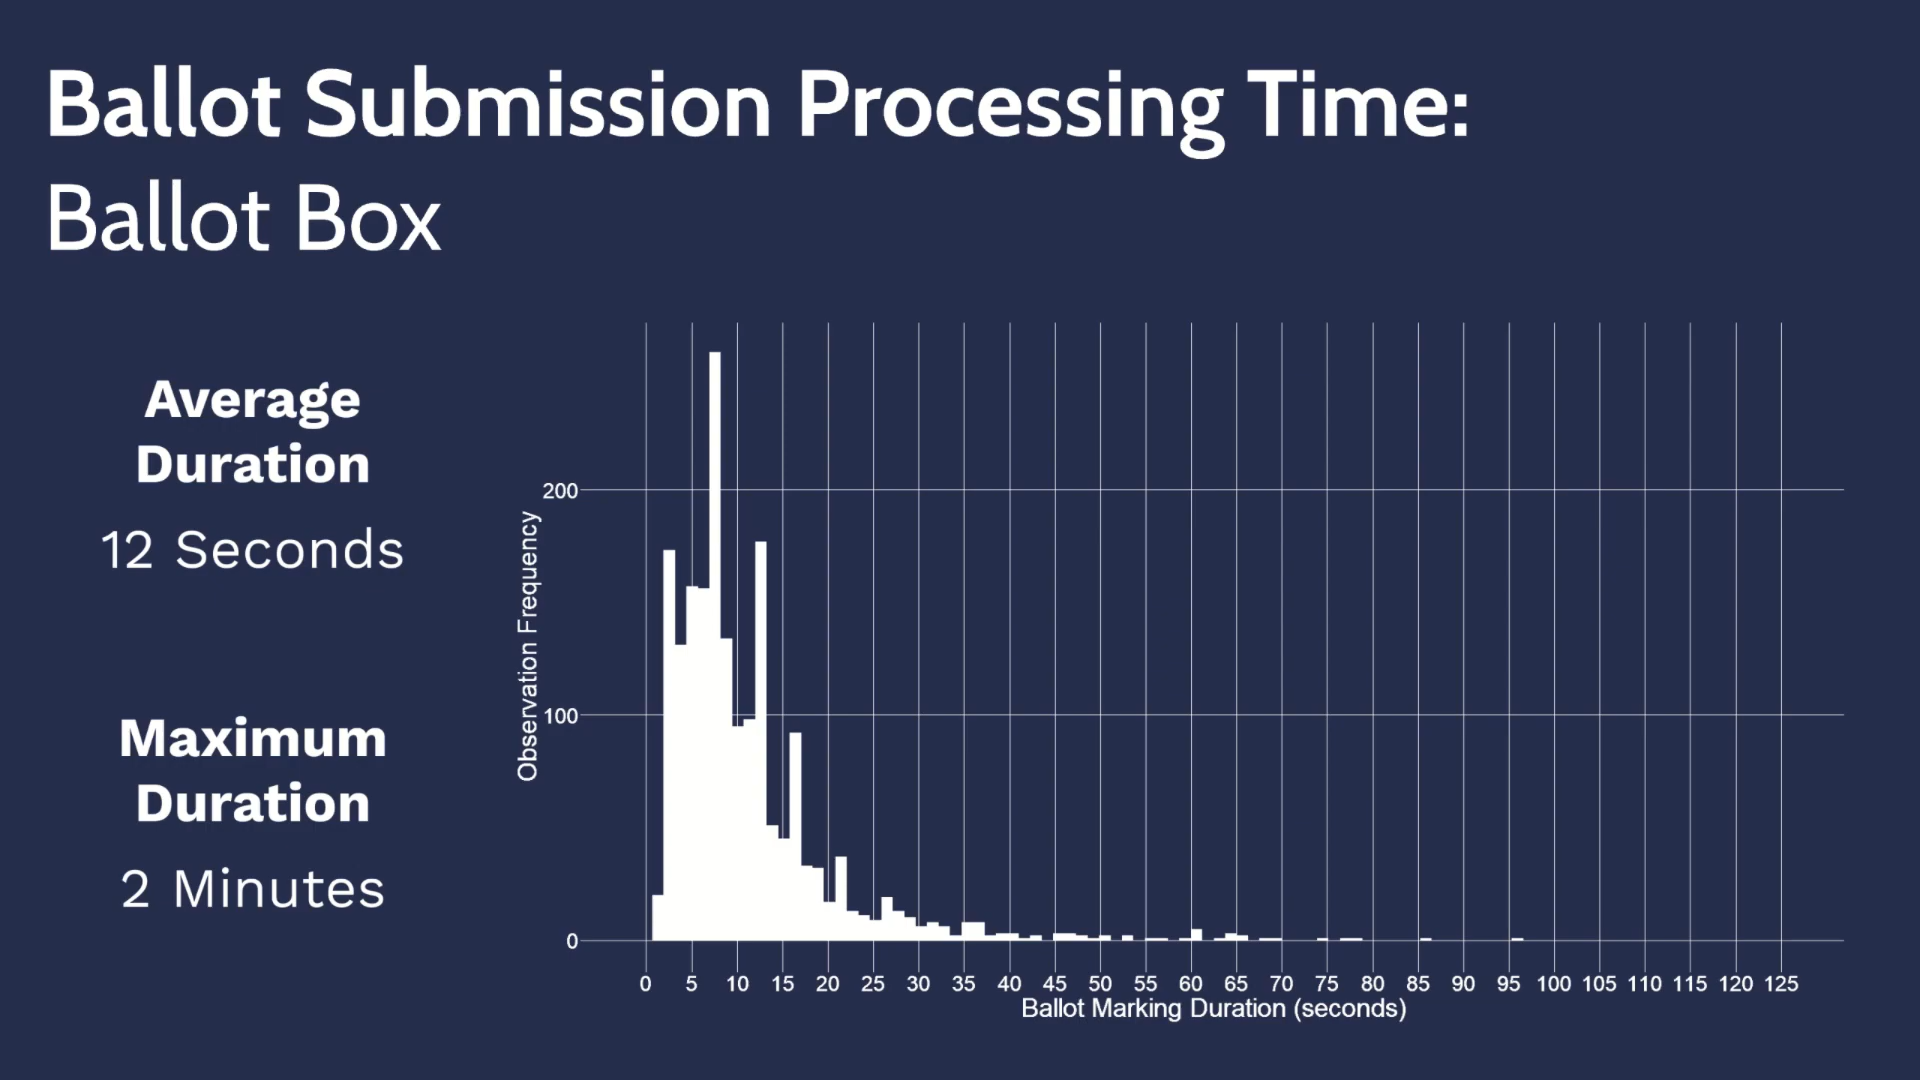 Ballot Submission Processing Time:
Ballot Box
Average
Duration
12 Seconds
Maximum
Duration
2 Minutes
Observation Frequency
200
100
0
0 5 10 15 20 25 30 35 40 45 50 55 60 65 70 75 80 85 90 95 100 105 110 115 120 125
Ballot Marking Duration (seconds)